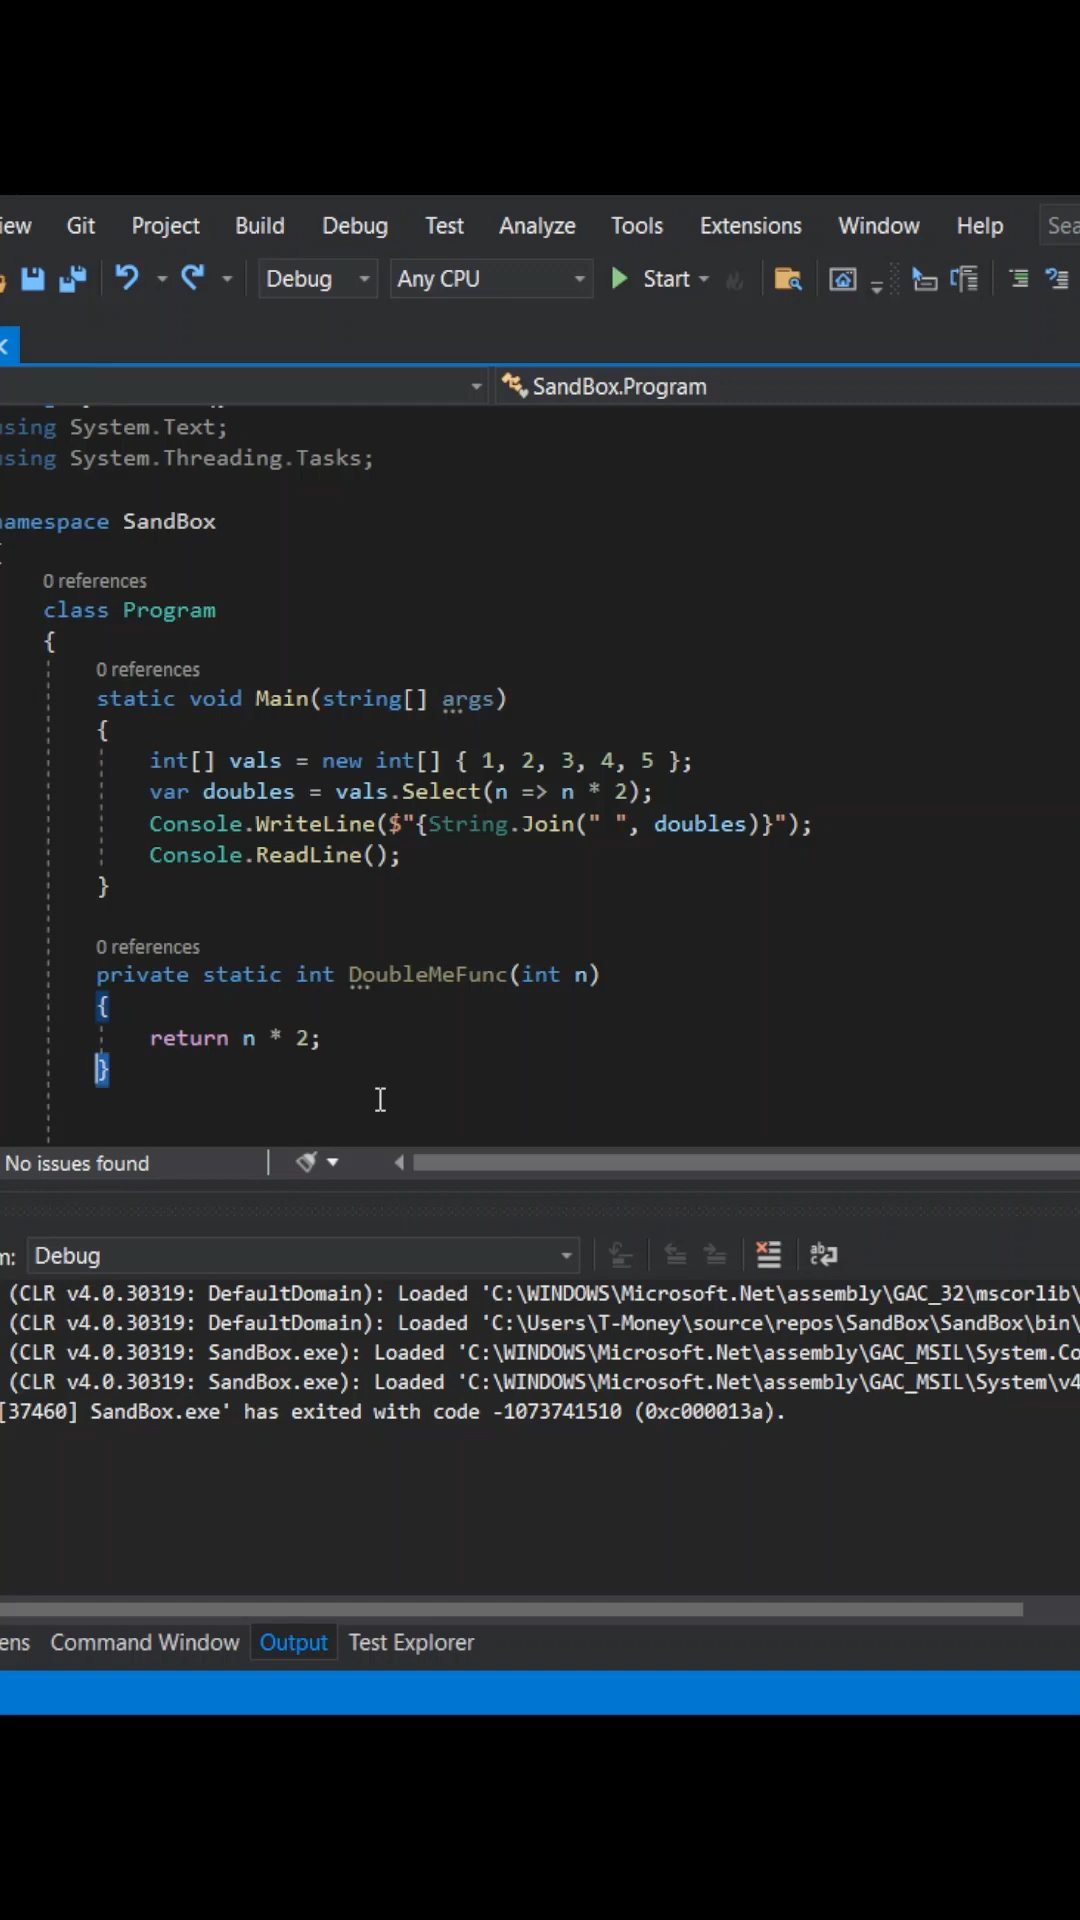 iew Git Project Build Debug Test Analyze Tools Extensions Window Help Sea
Debug Any CPU Start
SandBox.Program
using System.Text;
using System.Threading.Tasks;
namespace SandBox
{
0 references
class Program
{
0 references
static void Main(string[] args)
{
int[] vals = new int[] { 1, 2, 3, 4, 5 };
var doubles = vals.Select(n => n * 2);
Console.WriteLine($"{String.Join(" ", doubles)}");
Console.ReadLine();
}
0 references
private static int DoubleMeFunc(int n)
{
return n * 2;
}
No issues found
m: Debug
(CLR v4.0.30319: DefaultDomain): Loaded 'C:\WINDOWS\Microsoft.Net\assembly\GAC_32\mscorlib\
(CLR v4.0.30319: DefaultDomain): Loaded 'C:\Users\T-Money\source\repos\SandBox\SandBox\bin\
(CLR v4.0.30319: SandBox.exe): Loaded 'C:\WINDOWS\Microsoft.Net\assembly\GAC_MSIL\System.Co
(CLR v4.0.30319: SandBox.exe): Loaded 'C:\WINDOWS\Microsoft.Net\assembly\GAC_MSIL\System\v4
[37460] SandBox.exe' has exited with code -1073741510 (0xc000013a).
ens Command Window Output Test Explorer